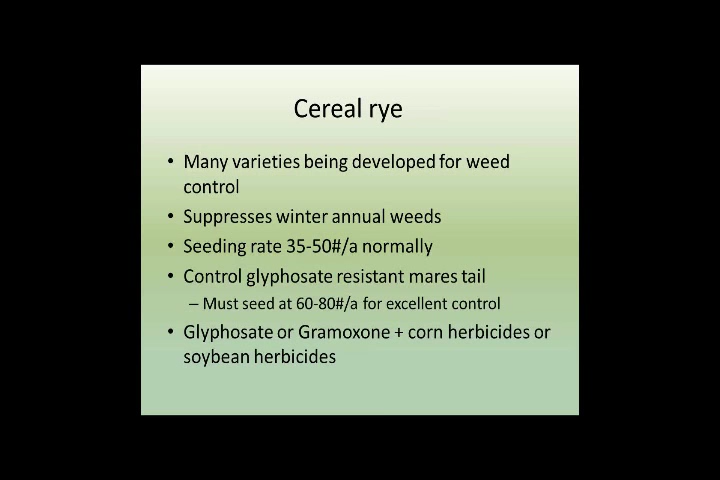 Cereal rye
• Many varieties being developed for weed
control
• Suppresses winter annual weeds
• Seeding rate 35-50#/a normally
• Control glyphosate resistant mares tail
– Must seed at 60-80#/a for excellent control
• Glyphosate or Gramoxone + corn herbicides or
soybean herbicides